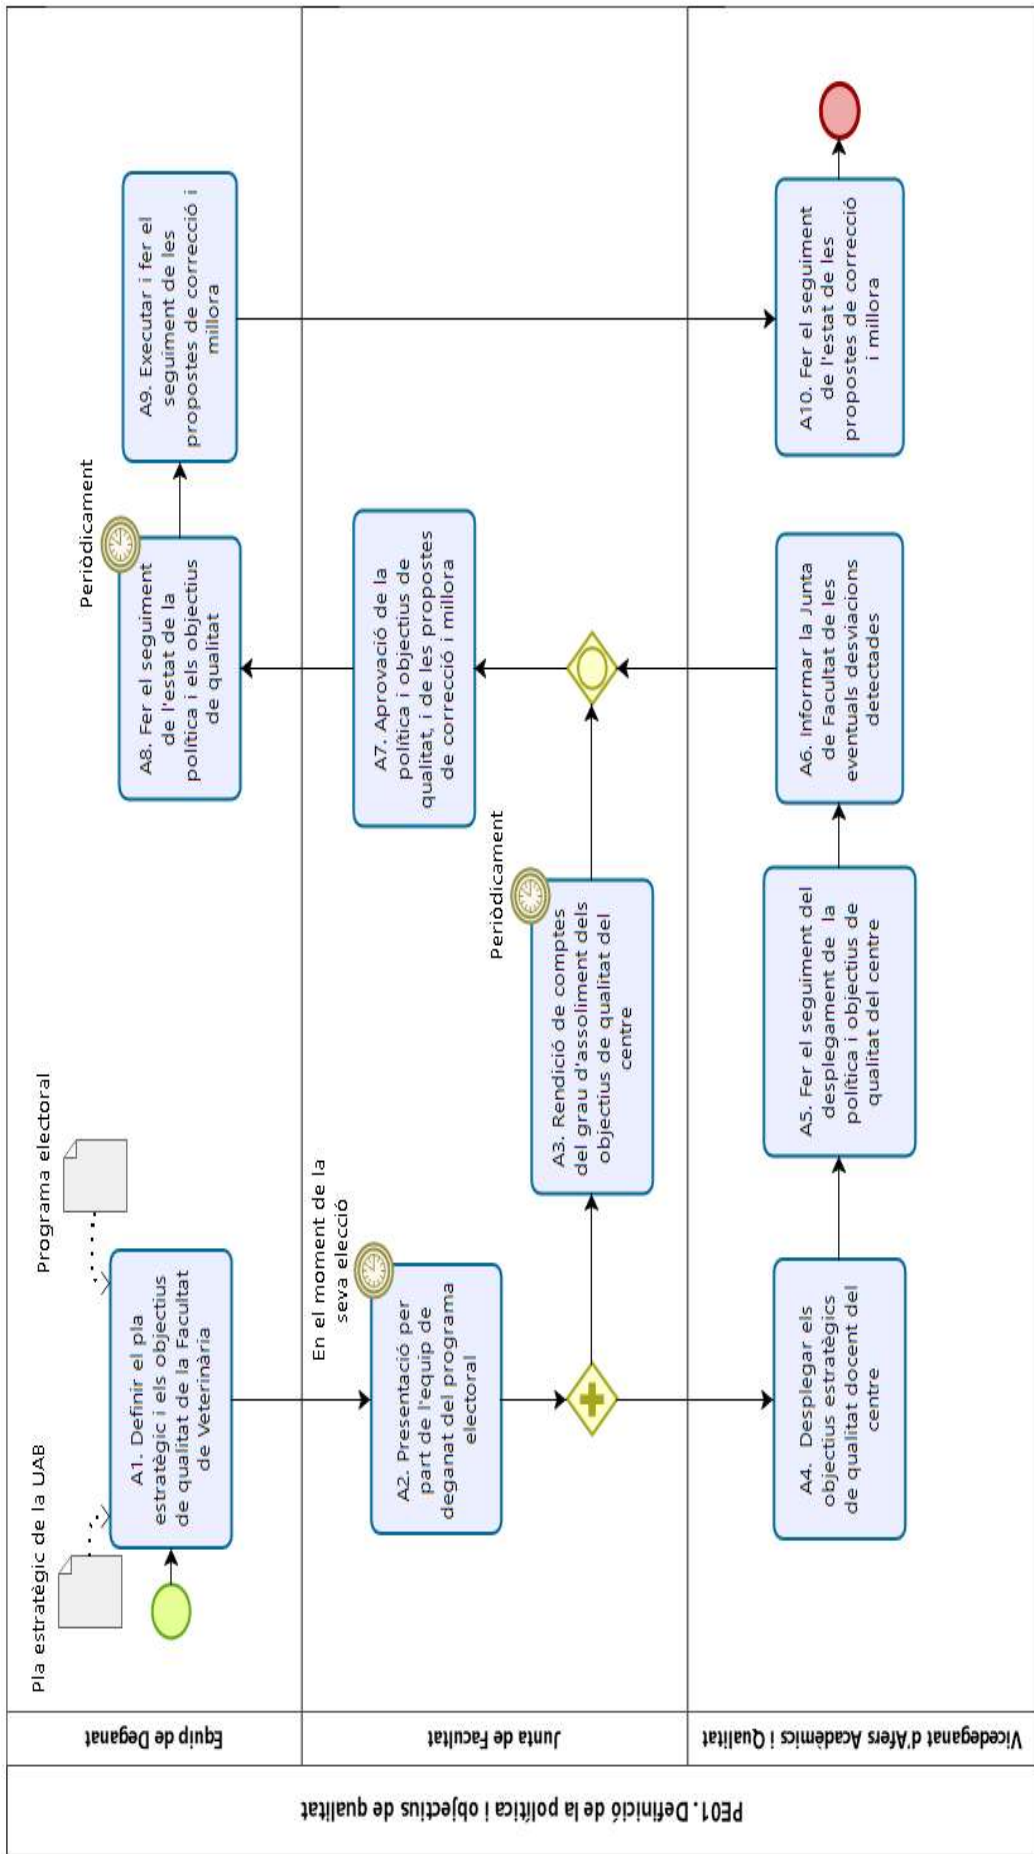 PE01. Definició de la política i objectius de qualitat
Equip de Deganat
Pla estratègic de la UAB
Programa electoral
A1. Definir el pla
estratègic i els objectius
de qualitat de la Facultat
de Veterinària
Periòdicament
A8. Fer el seguiment
de l'estat de la
política i els objectius
de qualitat
A9. Executar i fer el
seguiment de les
propostes de correcció i
millora
Junta de Facultat
En el moment de la
seva elecció
A2. Presentació per
part de l'equip de
deganat del programa
electoral
Periòdicament
A3. Rendició de comptes
del grau d'assoliment dels
objectius de qualitat del
centre
A7. Aprovació de la
política i objectius de
qualitat, i de les propostes
de correcció i millora
Vicedeganat d'Afers Acadèmics i Qualitat
A4. Desplegar els
objectius estratègics
de qualitat docent del
centre
A5. Fer el seguiment del
desplegament de la
política i objectius de
qualitat del centre
A6. Informar la Junta
de Facultat de les
eventuals desviacions
detectades
A10. Fer el seguiment
de l'estat de les
propostes de correcció
i millora